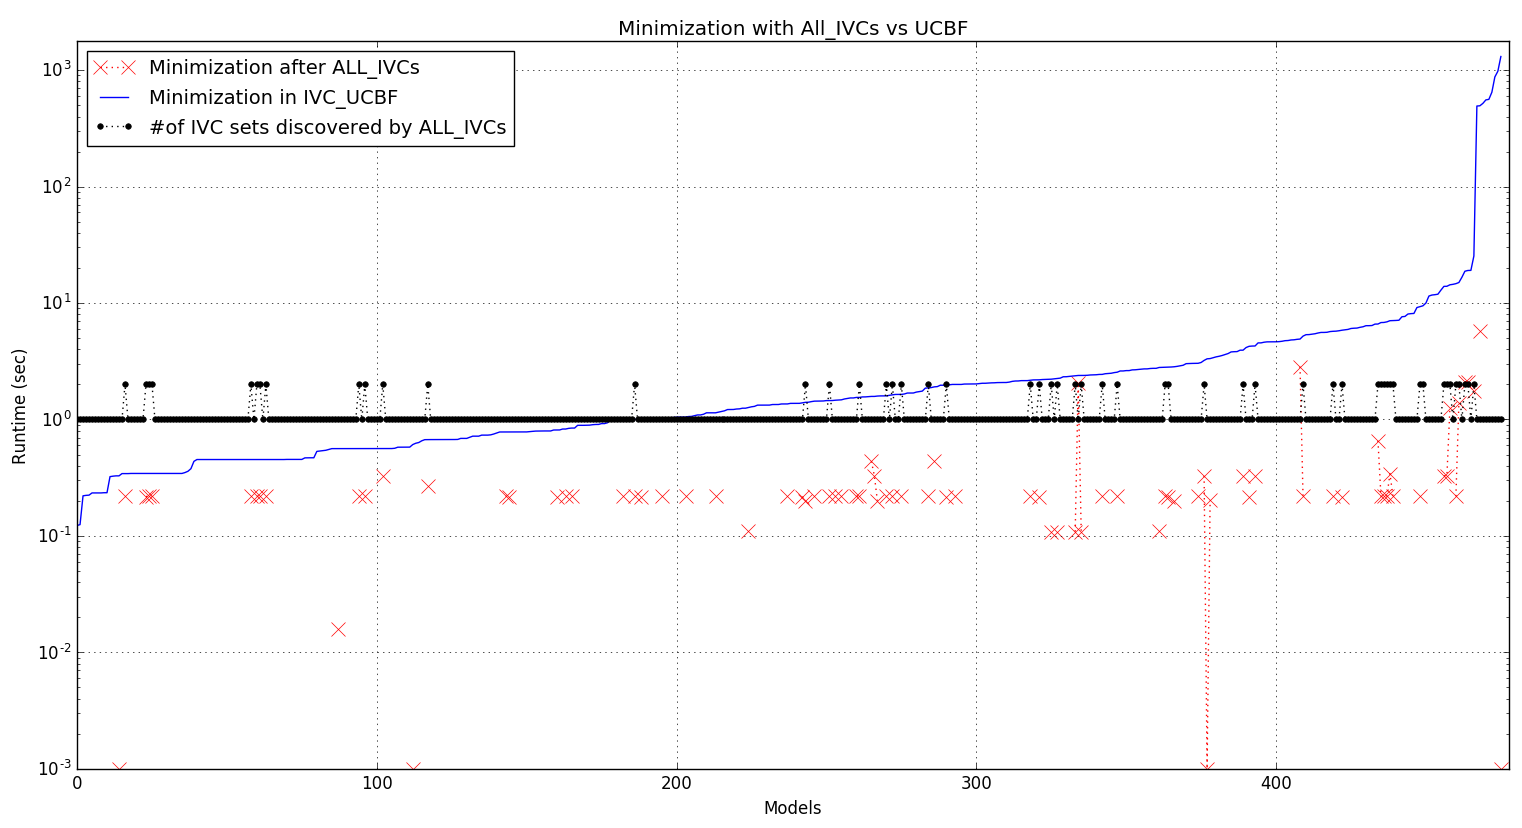 Minimization with All_IVCs vs UCBF
Minimization after ALL_IVCs
Minimization in IVC_UCBF
#of IVC sets discovered by ALL_IVCs
Runtime (sec)
10^3
10^2
10^1
10^0
10^-1
10^-2
10^-3
0 100 200 300 400
Models